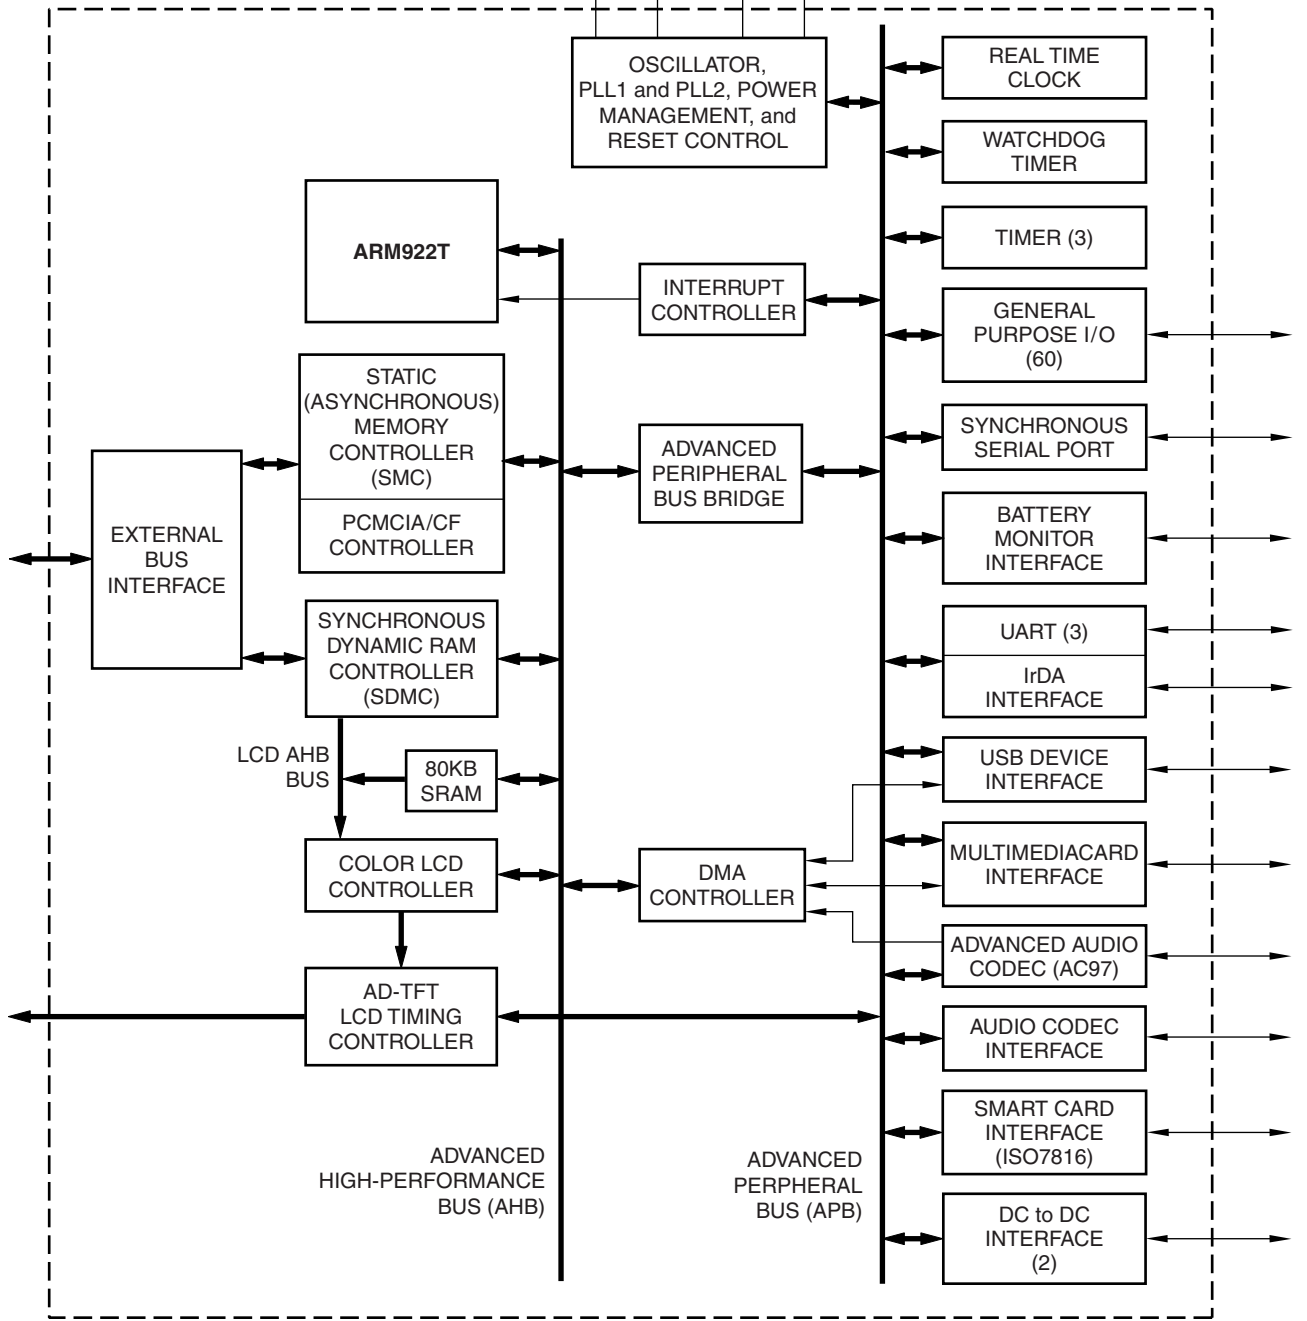 OSCILLATOR,
PLL1 and PLL2, POWER
MANAGEMENT, and
RESET CONTROL
REAL TIME
CLOCK
WATCHDOG
TIMER
TIMER (3)
ARM922T
INTERRUPT
CONTROLLER
GENERAL
PURPOSE I/O
(60)
STATIC
(ASYNCHRONOUS)
MEMORY
CONTROLLER
(SMC)
PCMCIA/CF
CONTROLLER
ADVANCED
PERIPHERAL
BUS BRIDGE
SYNCHRONOUS
SERIAL PORT
EXTERNAL
BUS
INTERFACE
BATTERY
MONITOR
INTERFACE
SYNCHRONOUS
DYNAMIC RAM
CONTROLLER
(SDMC)
UART (3)
IrDA
INTERFACE
LCD AHB
BUS
80KB
SRAM
USB DEVICE
INTERFACE
COLOR LCD
CONTROLLER
DMA
CONTROLLER
MULTIMEDIACARD
INTERFACE
ADVANCED AUDIO
CODEC (AC97)
AD-TFT
LCD TIMING
CONTROLLER
AUDIO CODEC
INTERFACE
SMART CARD
INTERFACE
(ISO7816)
ADVANCED
HIGH-PERFORMANCE
BUS (AHB)
ADVANCED
PERPHERAL
BUS (APB)
DC to DC
INTERFACE
(2)